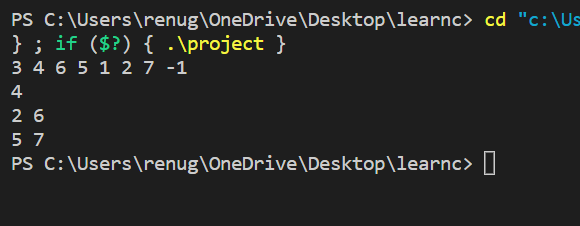 PS C:\Users\renug\OneDrive\Desktop\learnc> cd "c:\Us
} ; if ($?) { .\project }
3 4 6 5 1 2 7 -1
4
2 6
5 7
PS C:\Users\renug\OneDrive\Desktop\learnc>